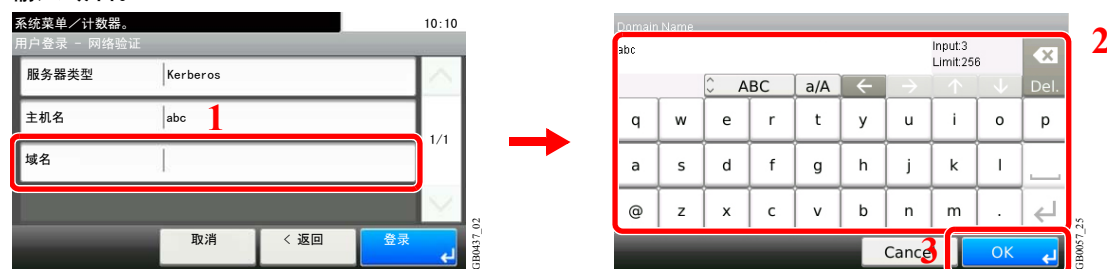 系统菜单／计数器。
10:10
用户登录 - 网络验证
服务器类型
Kerberos
主机名
abc
1
1/1
域名
取消
< 返回
登录
GB0437_02
Domain Name
2
abc
Input:3
Limit:256
ABC
a/A
Del.
q w e r t y u i o p
a s d f g h j k l
@ z x c v b n m .
Cance
3
OK
GB0057_25